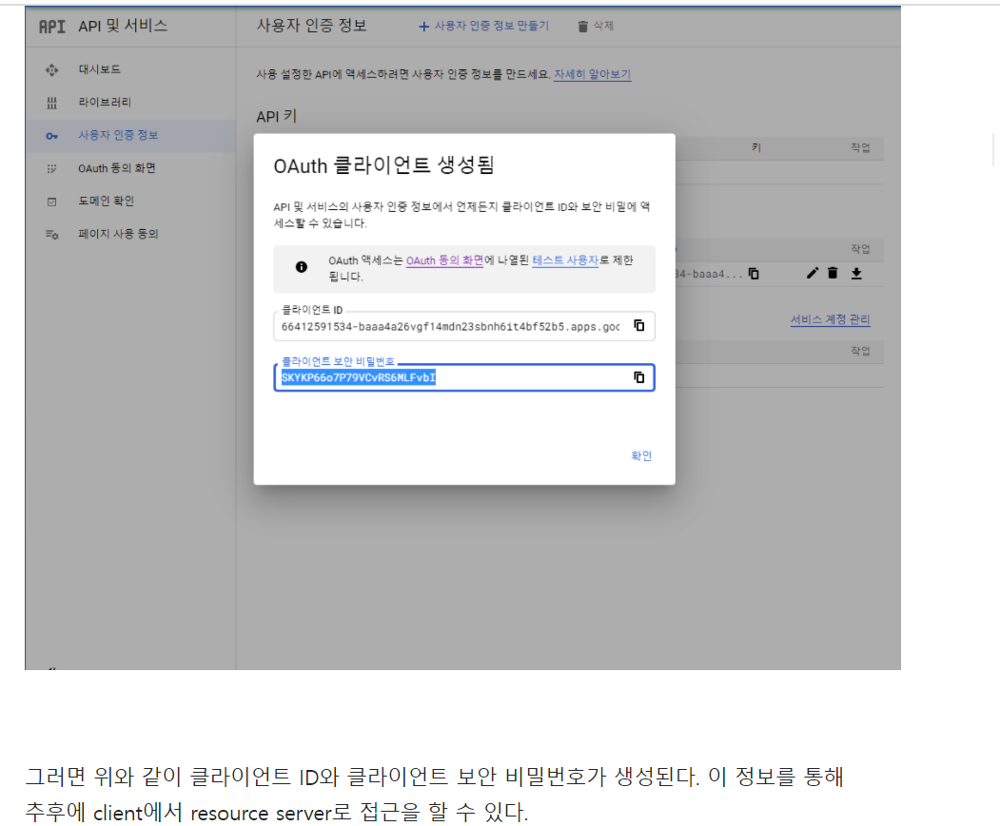 API API 및 서비스
사용자 인증 정보
사용자 인증 정보 만들기
삭제
대시보드
라이브러리
사용자 인증 정보
OAuth 동의 화면
도메인 확인
페이지 사용 동의
사용 설정한 API에 액세스하려면 사용자 인증 정보를 만드세요. 자세히 알아보기
API 키
키
작업
OAuth 클라이언트 생성됨
API 및 서비스의 사용자 인증 정보에서 언제든지 클라이언트 ID와 보안 비밀에 액
세스할 수 있습니다.
OAuth 액세스는 OAuth 동의 화면에 나열된 테스트 사용자로 제한
됩니다.
작업
34-baaa4...
클라이언트 ID
66412591534-baaa4a26vgf14mdn23sbnh6it4bf52b5.apps.goo
서비스 계정 관리
작업
클라이언트 보안 비밀번호
SKYKP66o7P79VCvRS6MLFvbI
확인
그러면 위와 같이 클라이언트 ID와 클라이언트 보안 비밀번호가 생성된다. 이 정보를 통해
추후에 client에서 resource server로 접근을 할 수 있다.